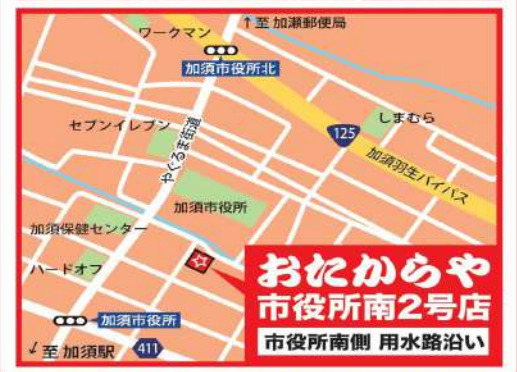 ↑至 加瀬郵便局
ワークマン
加須市役所北
しまむら
セブンイレブン
125
やぐるま街道
加須羽生バイパス
加須市役所
加須保健センター
ハードオフ
おたからや
市役所南2号店
市役所南側 用水路沿い
加須市役所
↙至 加須駅
411